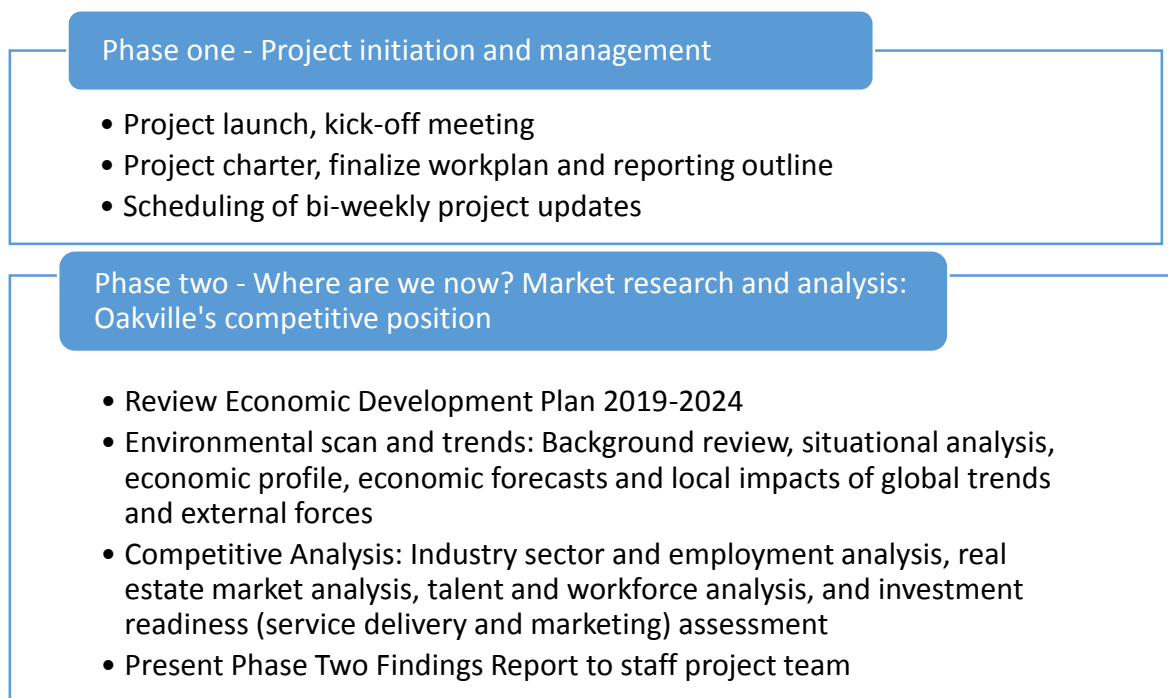 Phase one - Project initiation and management
• Project launch, kick-off meeting
• Project charter, finalize workplan and reporting outline
• Scheduling of bi-weekly project updates
Phase two - Where are we now? Market research and analysis:
Oakville's competitive position
• Review Economic Development Plan 2019-2024
• Environmental scan and trends: Background review, situational analysis,
economic profile, economic forecasts and local impacts of global trends
and external forces
• Competitive Analysis: Industry sector and employment analysis, real
estate market analysis, talent and workforce analysis, and investment
readiness (service delivery and marketing) assessment
• Present Phase Two Findings Report to staff project team